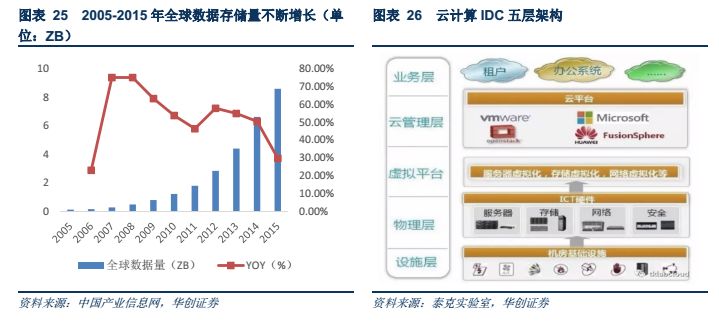 图表 25 2005-2015 年全球数据存储量不断增长（单
位：ZB）
10
8
6
4
2
0
80.00%
70.00%
60.00%
50.00%
40.00%
30.00%
20.00%
10.00%
0.00%
2005
2006
2007
2008
2009
2010
2011
2012
2013
2014
2015
全球数据量（ZB）
YOY（%）
资料来源：中国产业信息网，华创证券
图表 26 云计算 IDC 五层架构
业务层
租户
办公系统
......
云管理层
云平台
vmware
Microsoft
openstack
HUAWEI
FusionSphere
虚拟平台
服务器虚拟化，存储虚拟化，网络虚拟化等
物理层
ICT硬件
服务器
存储
网络
安全
设施层
机房基础设施
资料来源：泰克实验室，华创证券